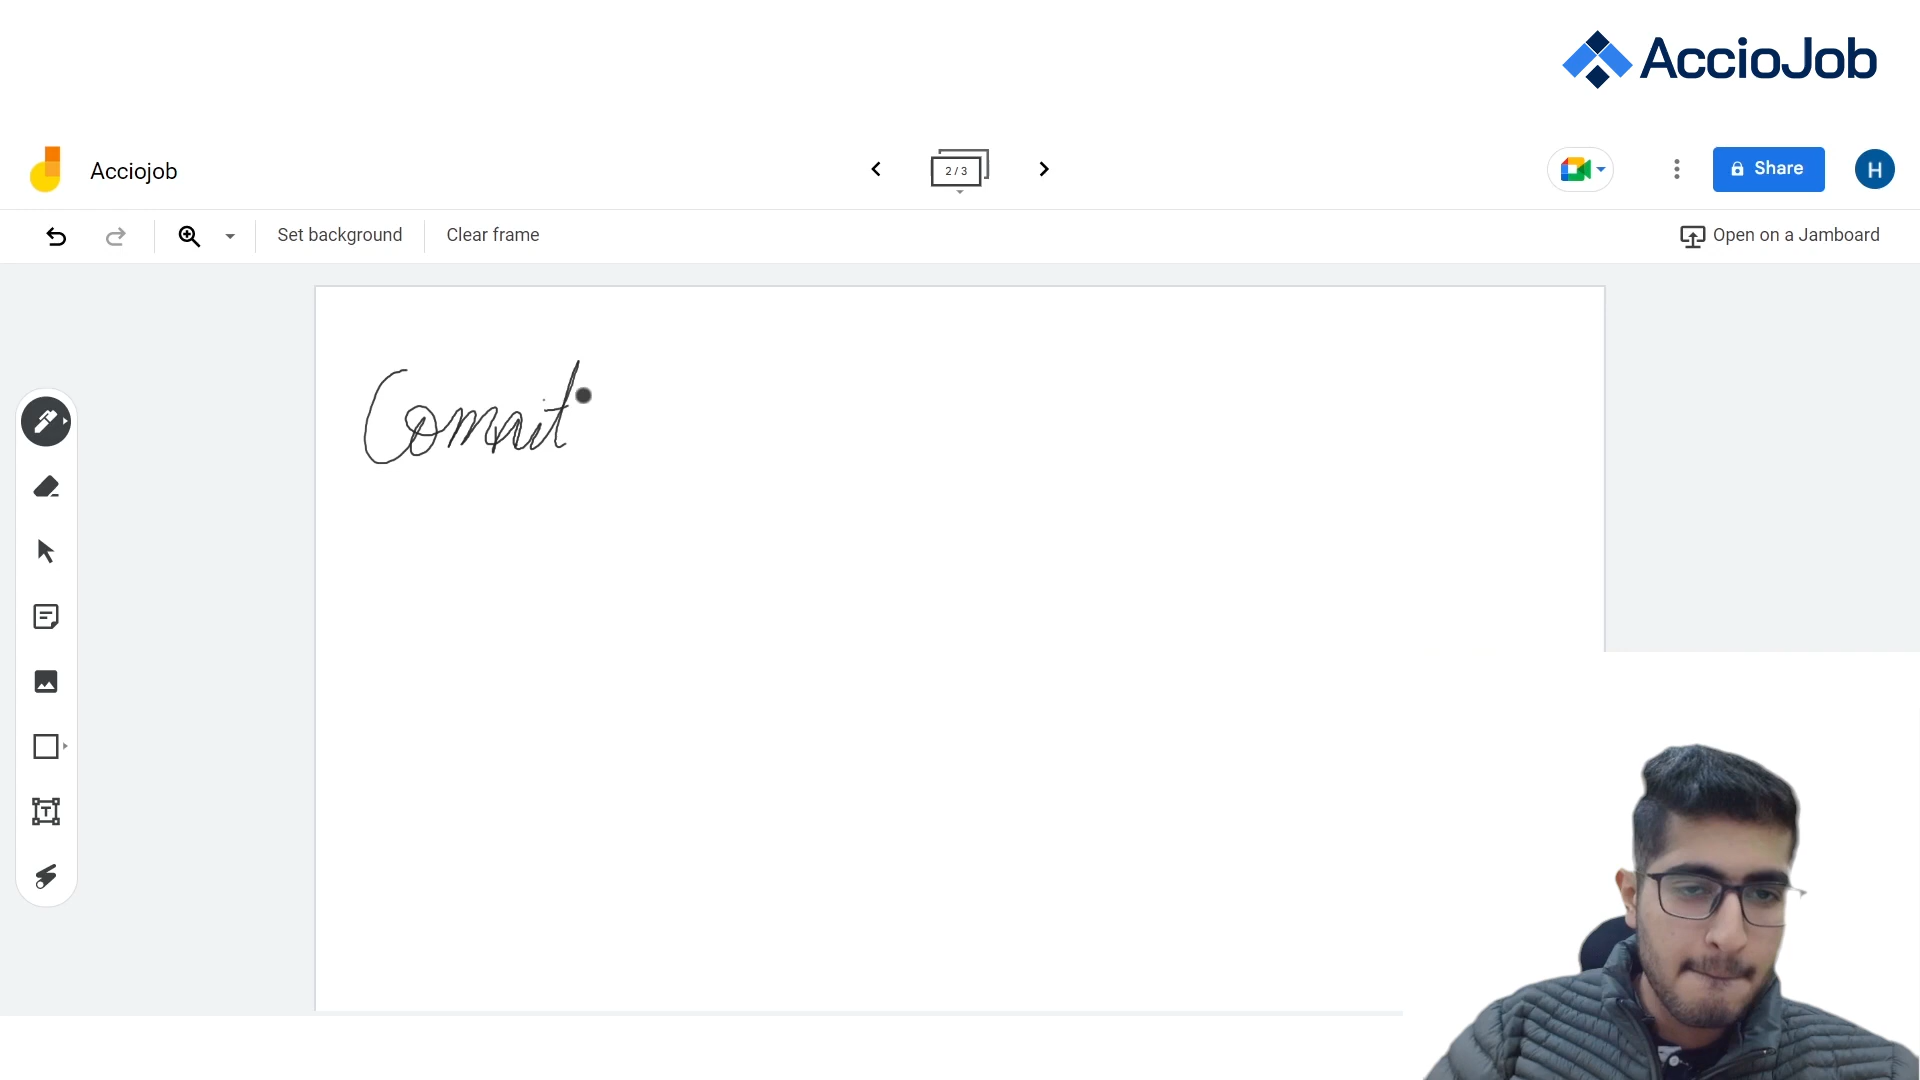 AccioJob
Acciojob
2 / 3
Share
H
Set background
Clear frame
Open on a Jamboard
Commit
T